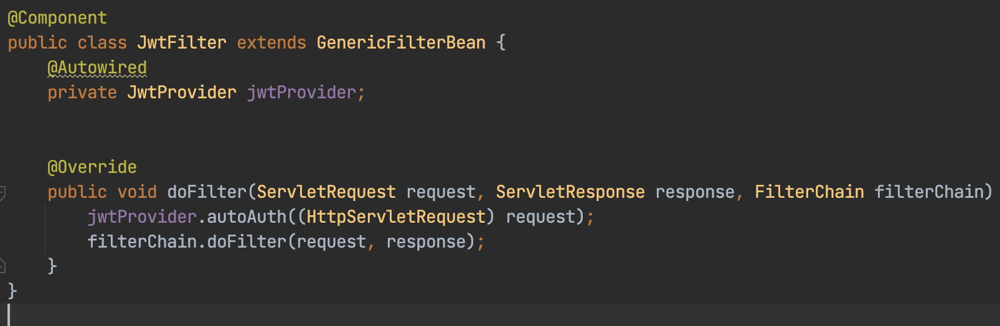 @Component
public class JwtFilter extends GenericFilterBean {
    @Autowired
    private JwtProvider jwtProvider;
    @Override
    public void doFilter(ServletRequest request, ServletResponse response, FilterChain filterChain)
        jwtProvider.autoAuth((HttpServletRequest) request);
        filterChain.doFilter(request, response);
    }
}